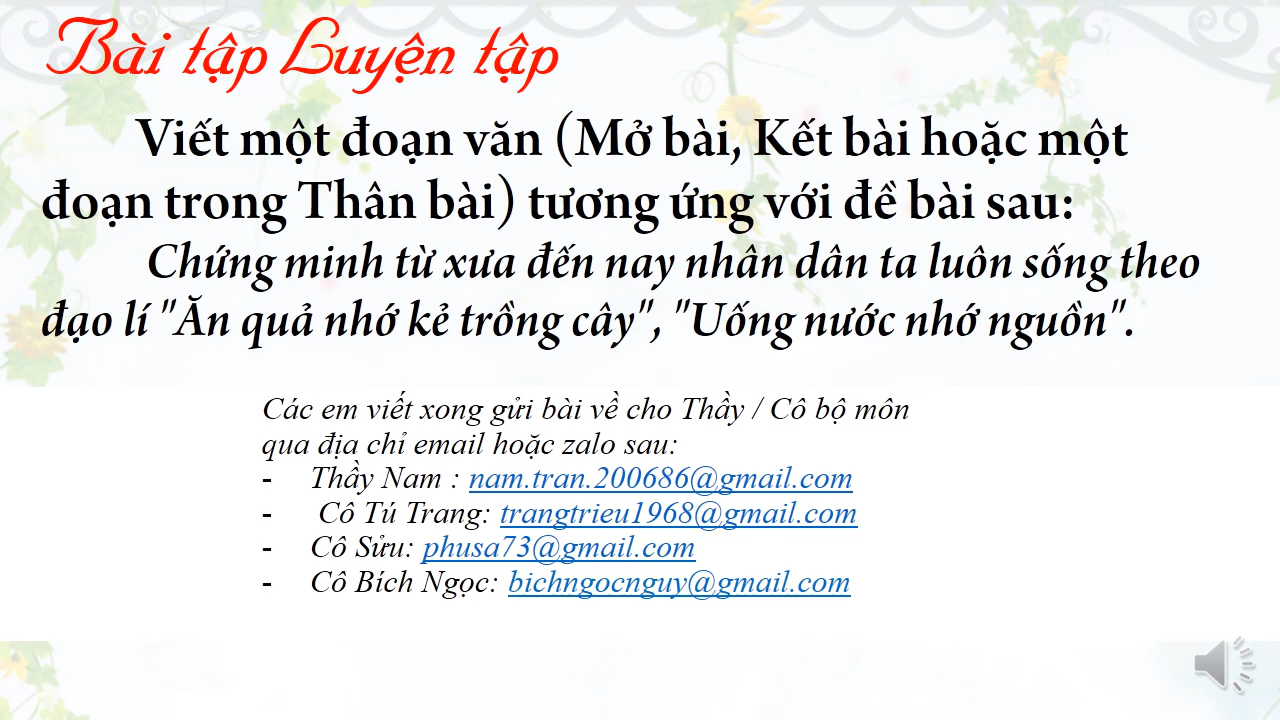 Bài tập Luyện tập
Viết một đoạn văn (Mở bài, Kết bài hoặc một
đoạn trong Thân bài) tương ứng với đề bài sau:
Chứng minh từ xưa đến nay nhân dân ta luôn sống theo
đạo lí "Ăn quả nhớ kẻ trồng cây", "Uống nước nhớ nguồn".
Các em viết xong gửi bài về cho Thầy / Cô bộ môn
qua địa chỉ email hoặc zalo sau:
- Thầy Nam : nam.tran.200686@gmail.com
- Cô Tú Trang: trangtrieu1968@gmail.com
- Cô Sửu: phusa73@gmail.com
- Cô Bích Ngọc: bichngocnguy@gmail.com